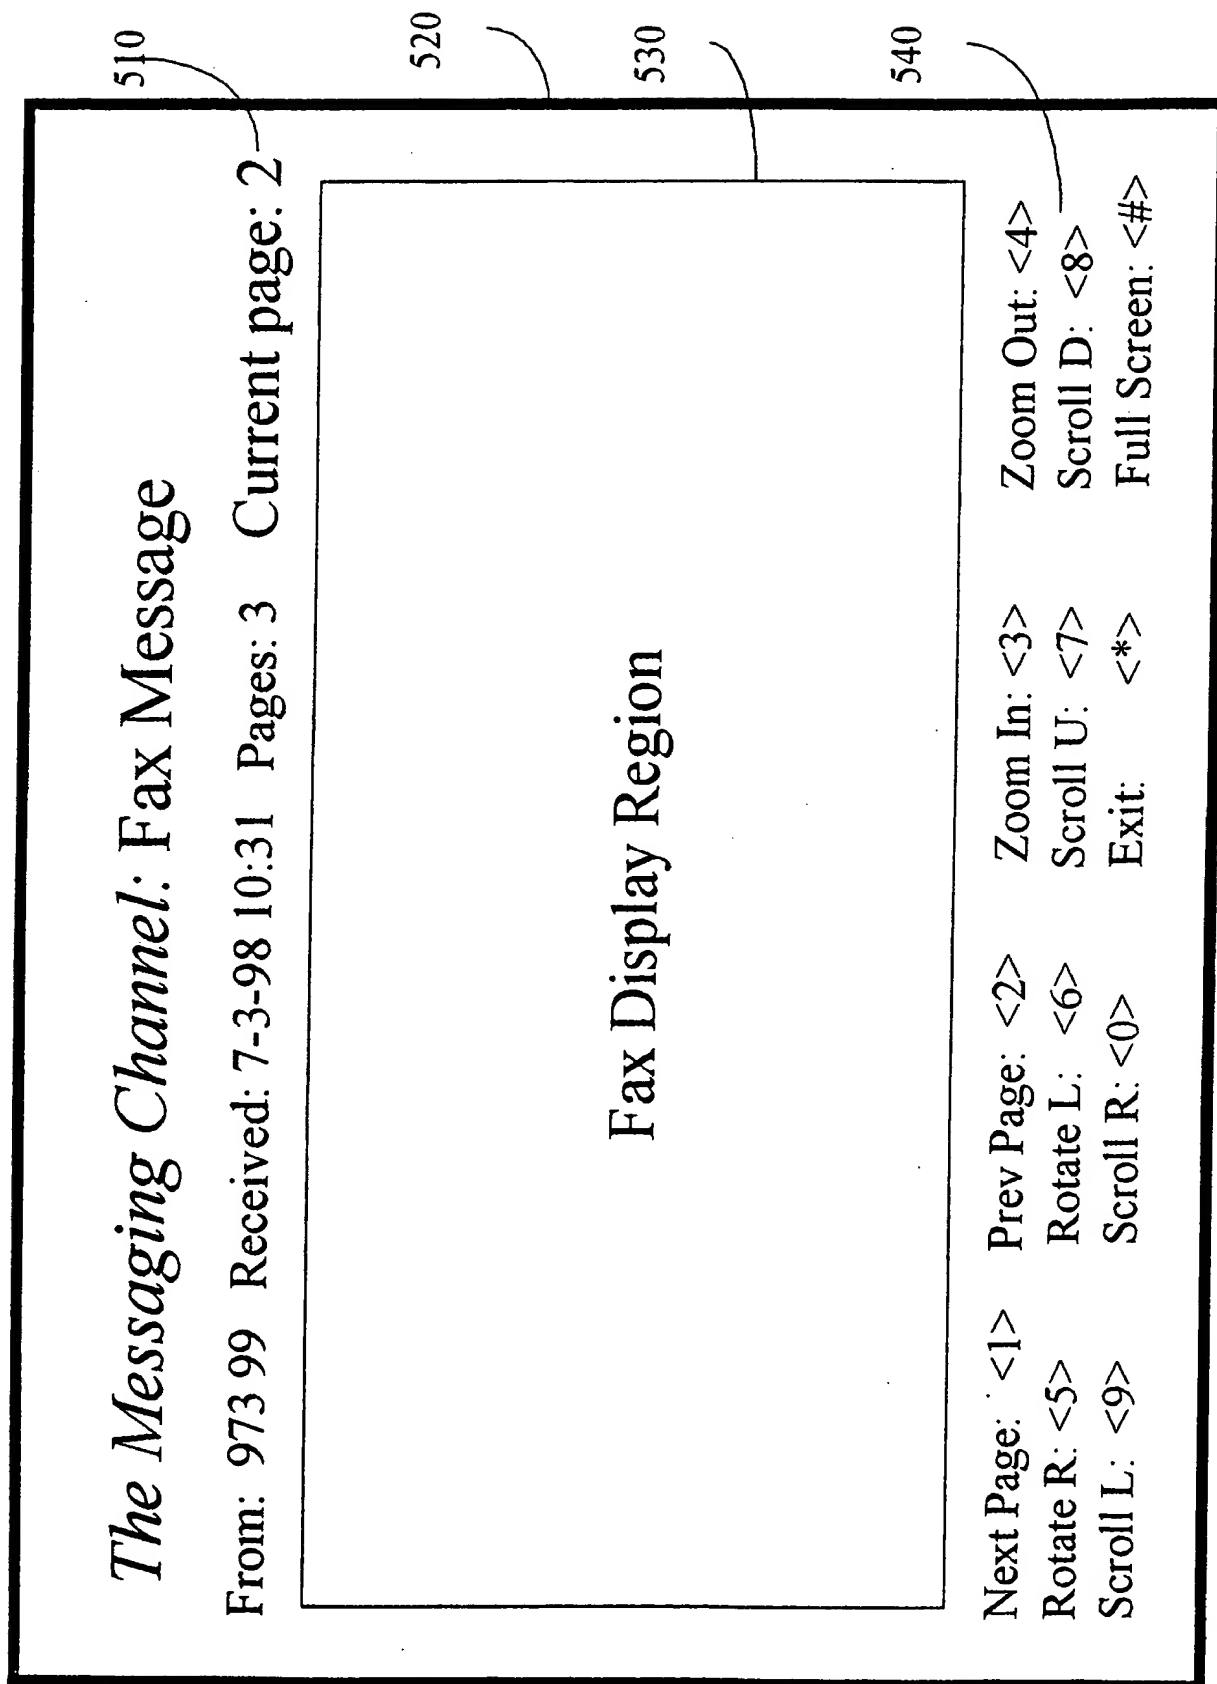 The Messaging Channel: Fax Message
From: 973 99 Received: 7-3-98 10:31 Pages: 3 Current page: 2
Fax Display Region
Next Page: <1> Prev Page: <2> Zoom In: <3> Zoom Out: <4>
Rotate R: <5> Rotate L: <6> Scroll U: <7> Scroll D: <8>
Scroll L: <9> Scroll R: <0> Exit: <*> Full Screen: <#>
510
520
530
540